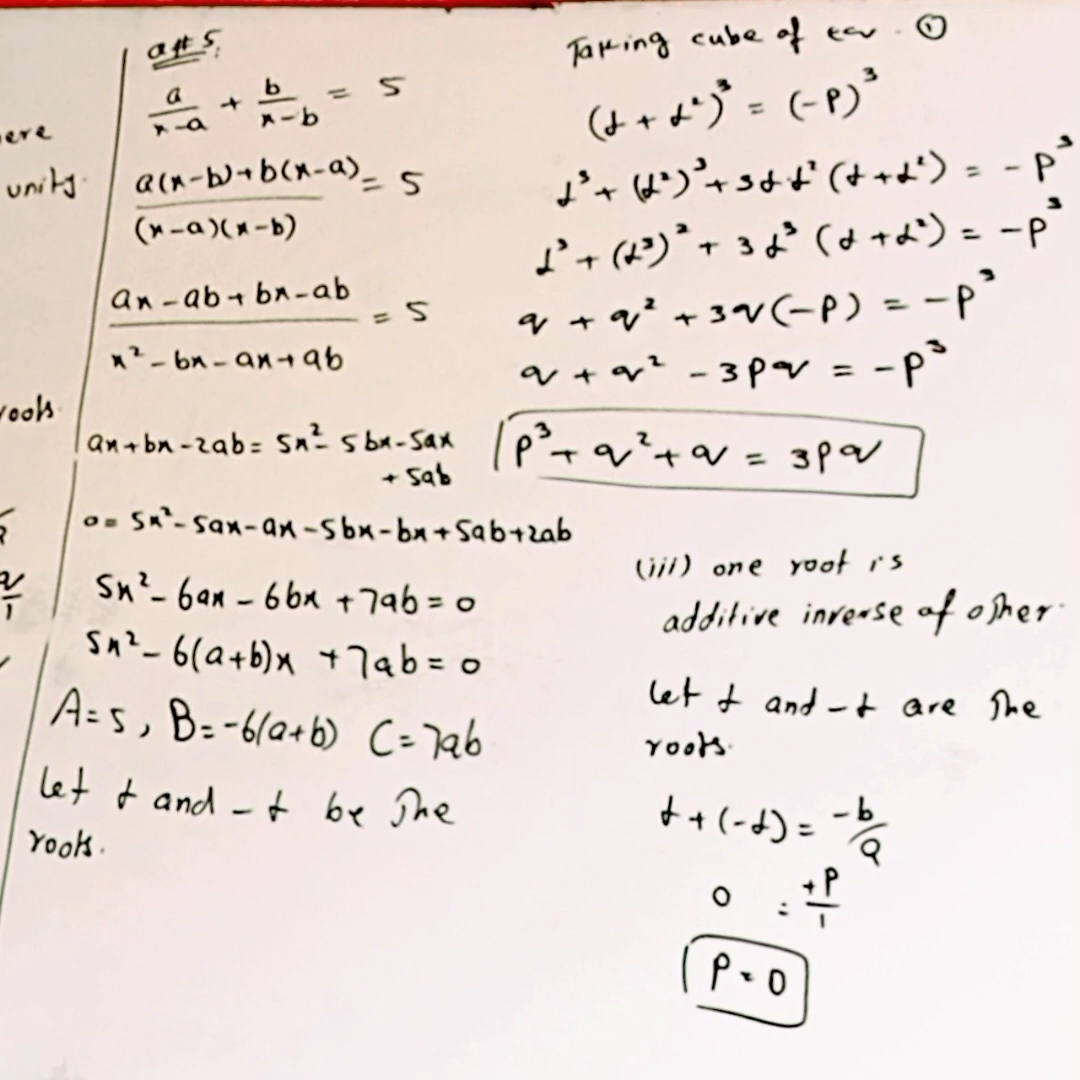 ere
units.
roots.
q/1
Q# 5.
a/x-a + b/x-b = 5
a(x-b)+b(x-a)/(x-a)(x-b) = 5
ax-ab+bx-ab/x²-bx-ax+ab = 5
ax+bx-2ab = 5x²-5bx-5ax
+5ab
0 = 5x²-5ax-ax-5bx-bx+5ab+2ab
5x²-6ax-6bx+7ab=0
5x²-6(a+b)x+7ab=0
A=5, B=-6(a+b) C=7ab
Let α and -α be The
roots.
Taking cube of eq. ①
(α+α²)³ = (-P)³
α³+(α²)³+3αα²(α+α²) = -P³
α³+(α³)²+3α³(α+α²) = -P³
q+q²+3q(-P) = -P³
q+q²-3pq = -P³
P³+q²+q = 3pq
(iii) one root is
additive inverse of other.
Let α and -α are The
roots.
α+(-α) = -b/a
0 = +P/1
P=0